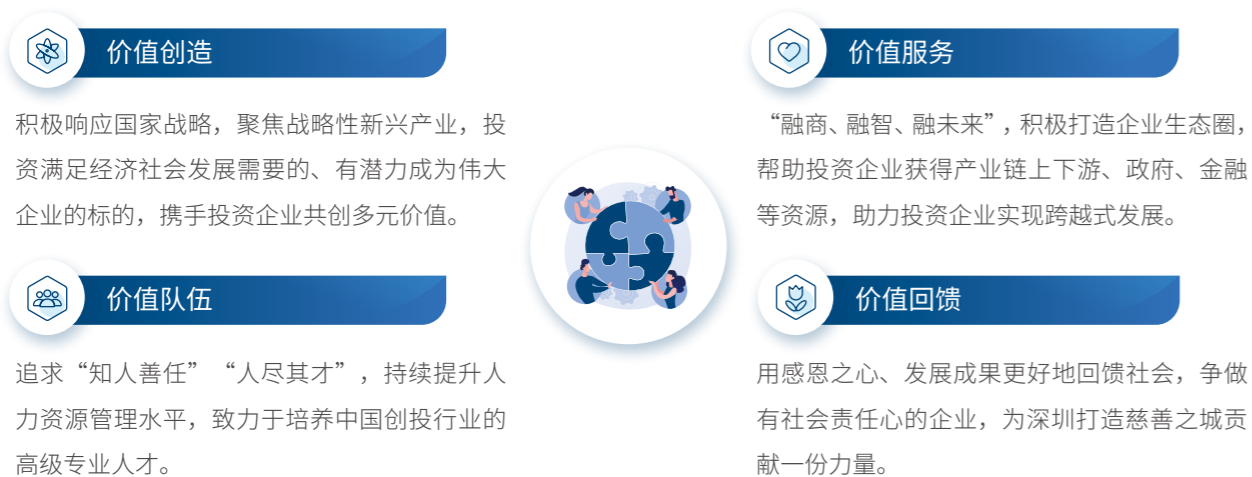 价值创造
积极响应国家战略，聚焦战略性新兴产业，投
资满足经济社会发展需要的、有潜力成为伟大
企业的标的，携手投资企业共创多元价值。
价值服务
“融商、融智、融未来”，积极打造企业生态圈，
帮助投资企业获得产业链上下游、政府、金融
等资源，助力投资企业实现跨越式发展。
价值队伍
追求“知人善任”“人尽其才”，持续提升人
力资源管理水平，致力于培养中国创投行业的
高级专业人才。
价值回馈
用感恩之心、发展成果更好地回馈社会，争做
有社会责任心的企业，为深圳打造慈善之城贡
献一份力量。